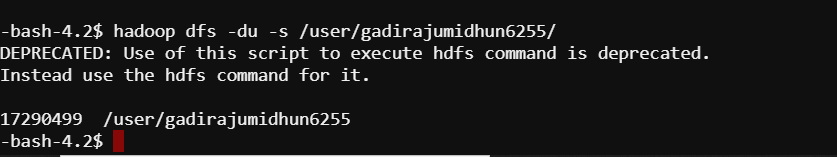 -bash-4.2$ hadoop dfs -du -s /user/gadirajumidhun6255/
DEPRECATED: Use of this script to execute hdfs command is deprecated.
Instead use the hdfs command for it.
17290499  /user/gadirajumidhun6255
-bash-4.2$